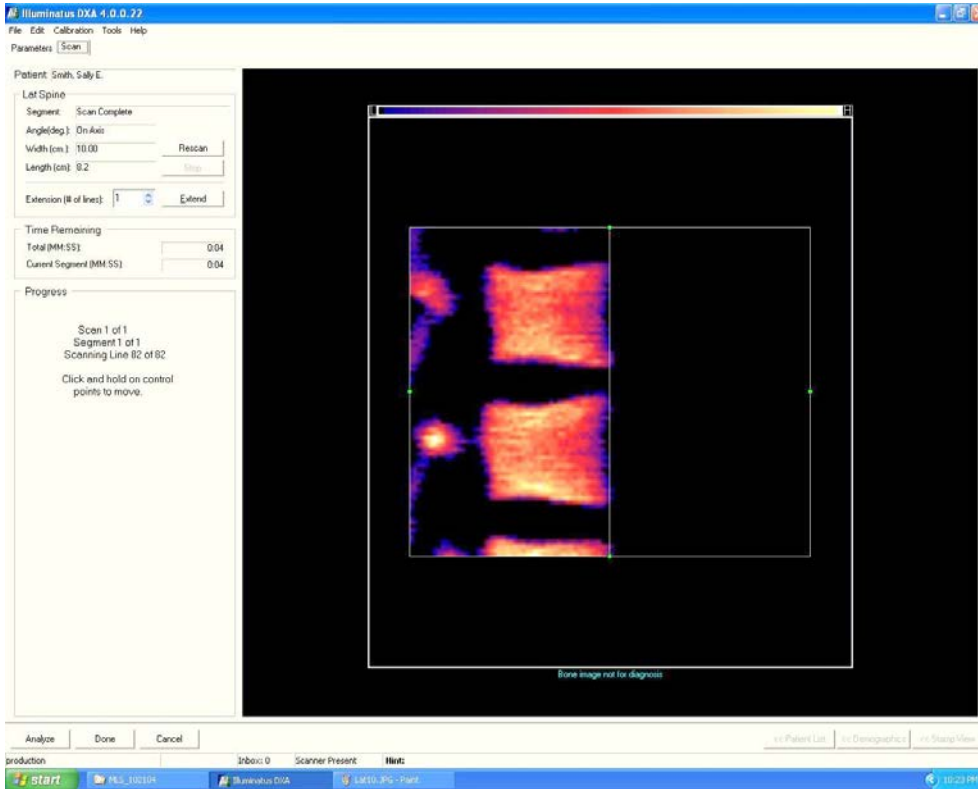 Illuminatus DXA 4.0.0.22
File Edit Calibration Tools Help
Parameters Scan
Patient Smith, Sally E.
Lat Spine
Segment: Scan Complete
Angle(deg.): On Axis
Width (cm.): 10.00 Rescan
Length (cm): 8.2 Stop
Extension (# of lines): 1 Extend
Time Remaining
Total (MM:SS): 0:04
Current Segment (MM:SS) 0:04
Progress
Scan 1 of 1
Segment 1 of 1
Scanning Line 82 of 82
Click and hold on control
points to move.
L H
Bone image not for diagnosis
Analyze Done Cancel << Patient List << Demographics << Stamp View
production Inbox: 0 Scanner Present Hint:
start MLS_102104 Illuminatus DXA Lat10.JPG - Paint 10:23 PM